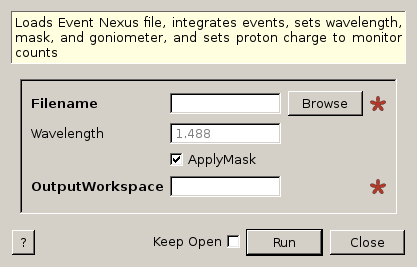 Loads Event Nexus file, integrates events, sets wavelength,
mask, and goniometer, and sets proton charge to monitor
counts
Filename Browse *
Wavelength 1.488
ApplyMask
OutputWorkspace *
? Keep Open Run Close